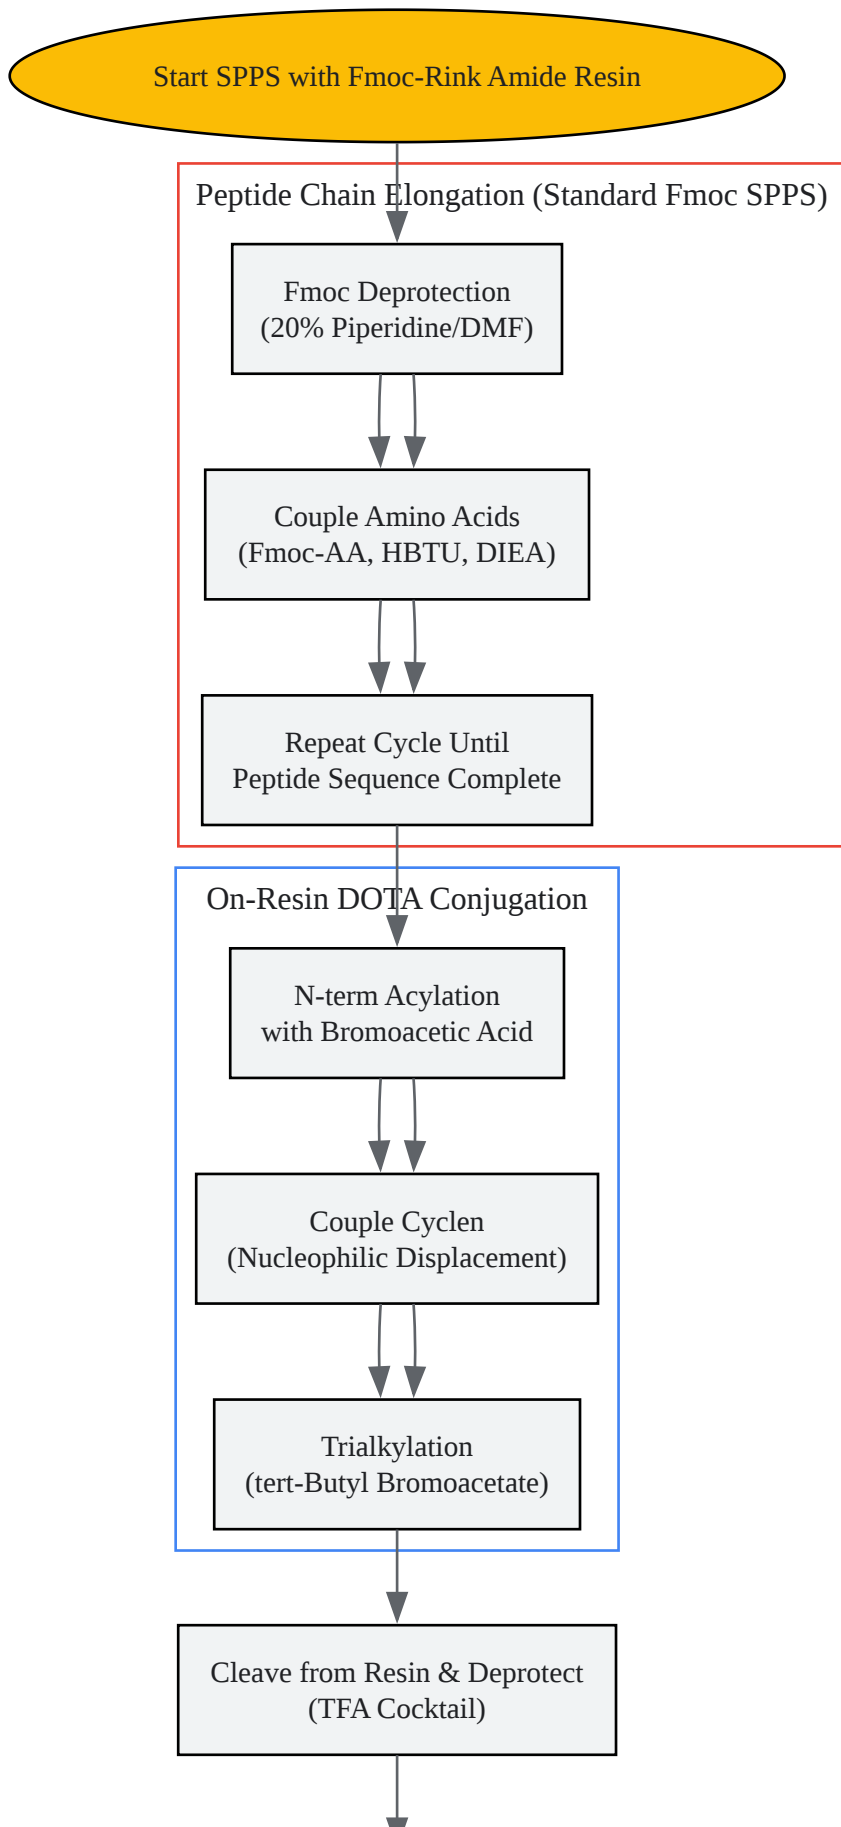 Start SPPS with Fmoc-Rink Amide Resin
Peptide Chain Elongation (Standard Fmoc SPPS)
Fmoc Deprotection
(20% Piperidine/DMF)
Couple Amino Acids
(Fmoc-AA, HBTU, DIEA)
Repeat Cycle Until
Peptide Sequence Complete
On-Resin DOTA Conjugation
N-term Acylation
with Bromoacetic Acid
Couple Cyclen
(Nucleophilic Displacement)
Trialkylation
(tert-Butyl Bromoacetate)
Cleave from Resin & Deprotect
(TFA Cocktail)